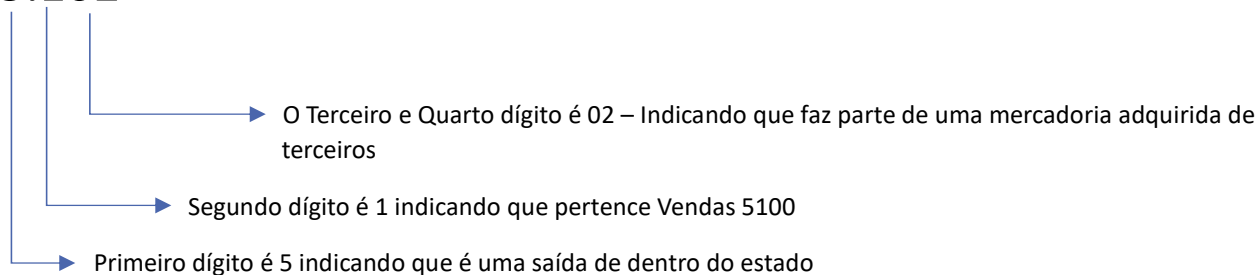 O Terceiro e Quarto dígito é 02 – Indicando que faz parte de uma mercadoria adquirida de
terceiros
Segundo dígito é 1 indicando que pertence Vendas 5100
Primeiro dígito é 5 indicando que é uma saída de dentro do estado